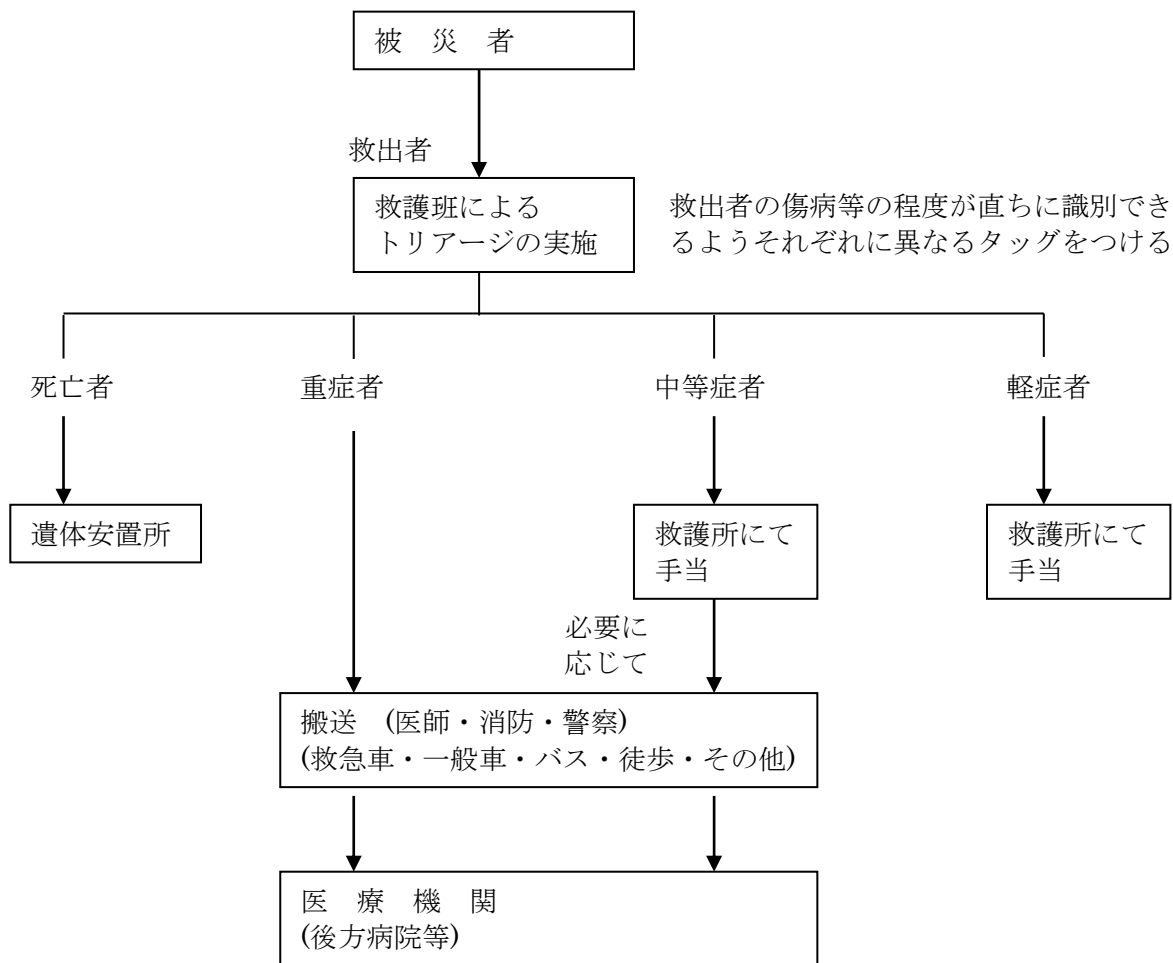 被　災　者
救出者
救護班による
トリアージの実施
救出者の傷病等の程度が直ちに識別でき
るようそれぞれに異なるタッグをつける
死亡者
重症者
中等症者
軽症者
遺体安置所
救護所にて
手当
救護所にて
手当
必要に
応じて
搬送　(医師・消防・警察)
(救急車・一般車・バス・徒歩・その他)
医　療　機　関
(後方病院等)